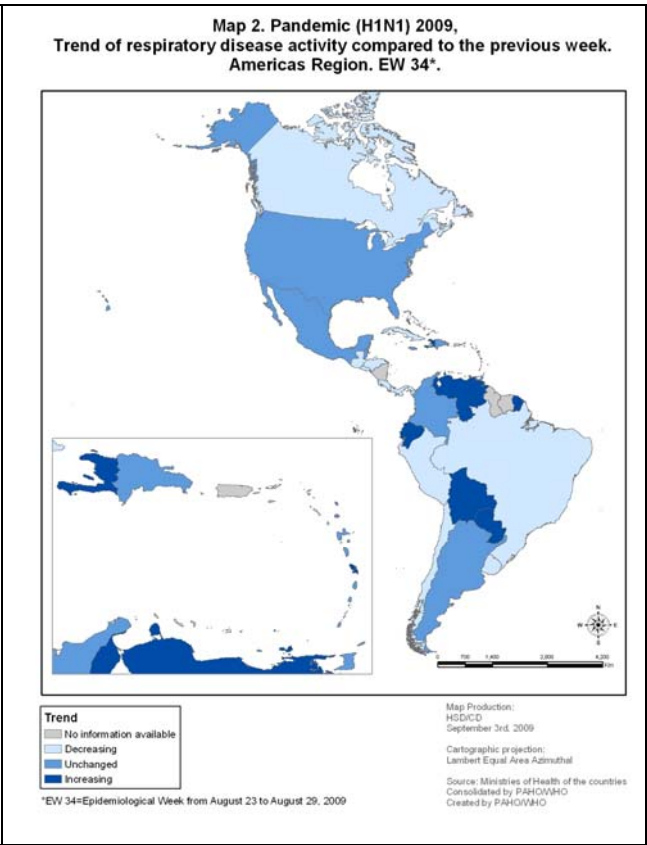 Map 2. Pandemic (H1N1) 2009,
Trend of respiratory disease activity compared to the previous week.
Americas Region. EW 34*.
N
W
E
S
0 700 1,400 2,800 4,200
Km
Trend
No information available
Decreasing
Unchanged
Increasing
*EW 34=Epidemiological Week from August 23 to August 29, 2009
Map Production:
HSD/CD
September 3rd, 2009
Cartographic projection:
Lambert Equal Area Azimuthal
Source: Ministries of Health of the countries
Consolidated by PAHO/WHO
Created by PAHO/WHO